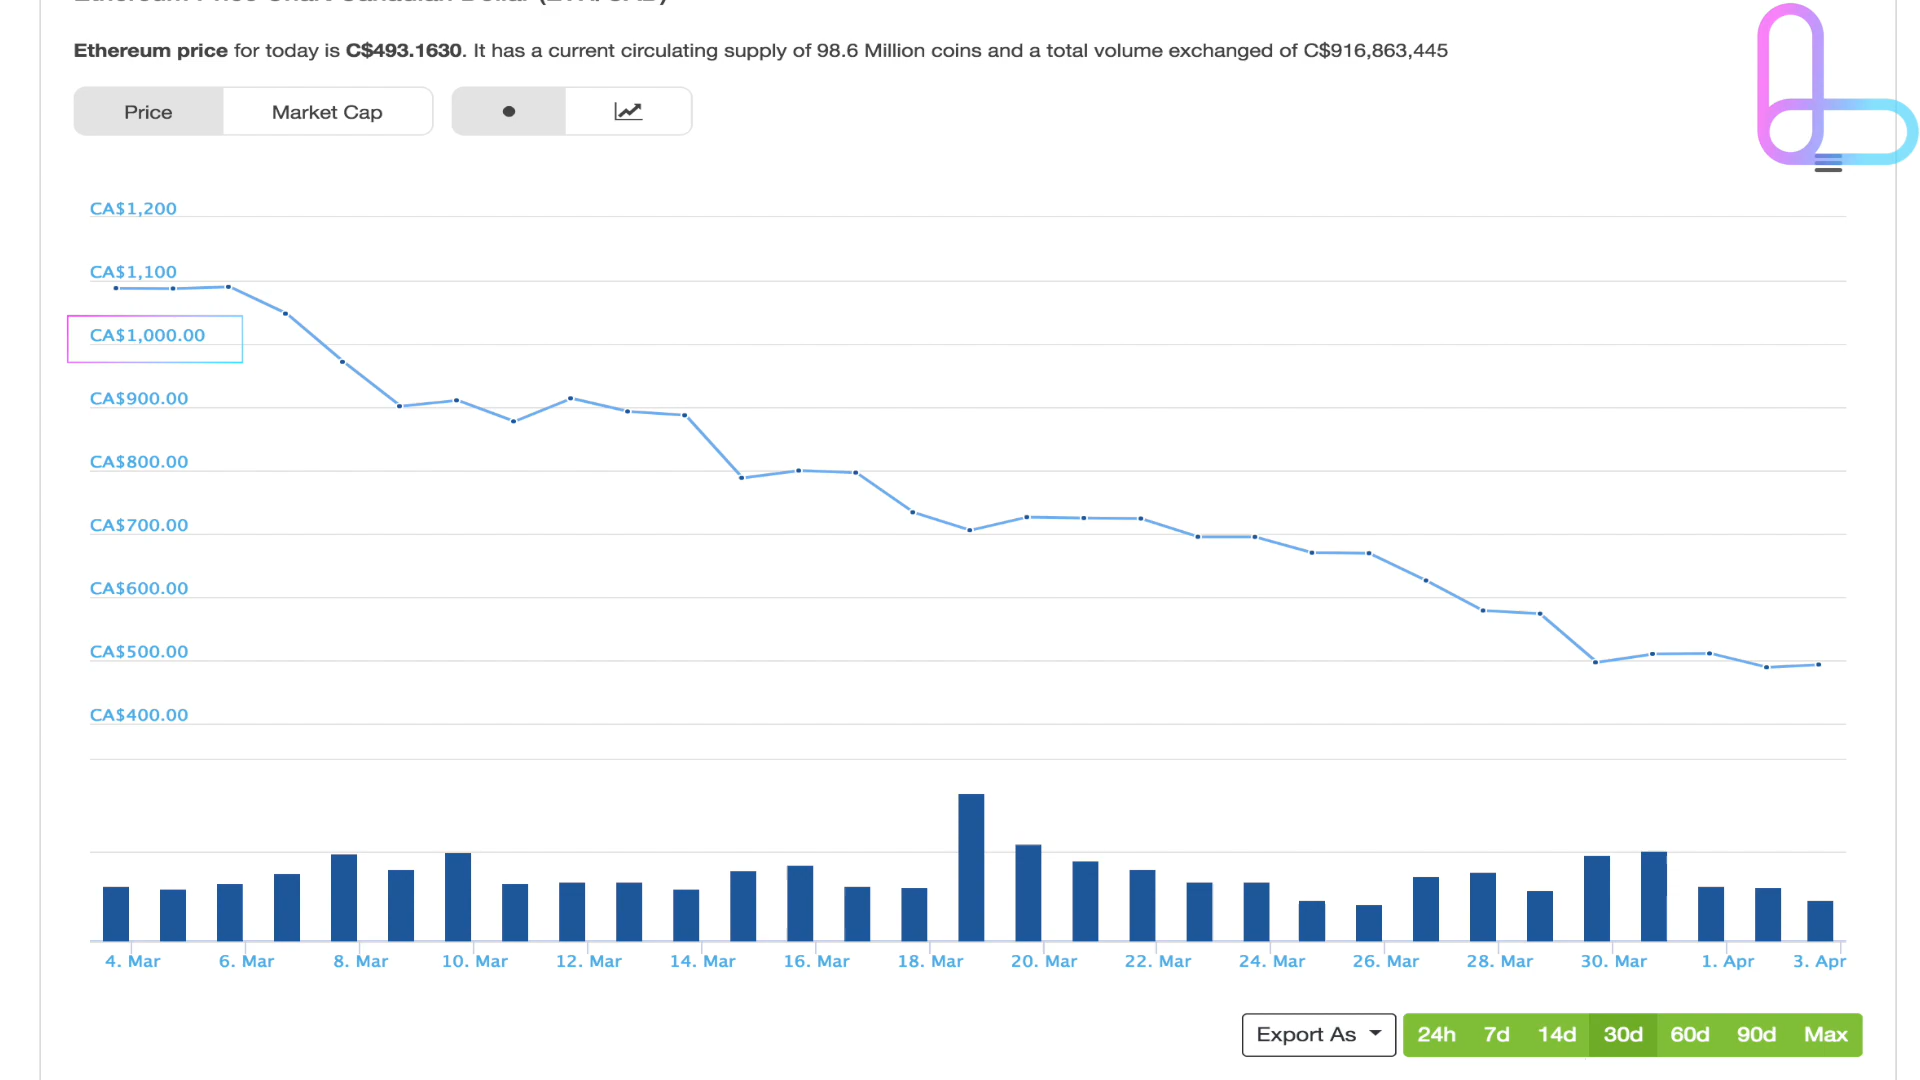 Ethereum price for today is C$493.1630. It has a current circulating supply of 98.6 Million coins and a total volume exchanged of C$916,863,445
Price Market Cap
CA$1,200
CA$1,100
CA$1,000.00
CA$900.00
CA$800.00
CA$700.00
CA$600.00
CA$500.00
CA$400.00
4. Mar 6. Mar 8. Mar 10. Mar 12. Mar 14. Mar 16. Mar 18. Mar 20. Mar 22. Mar 24. Mar 26. Mar 28. Mar 30. Mar 1. Apr 3. Apr
Export As 24h 7d 14d 30d 60d 90d Max